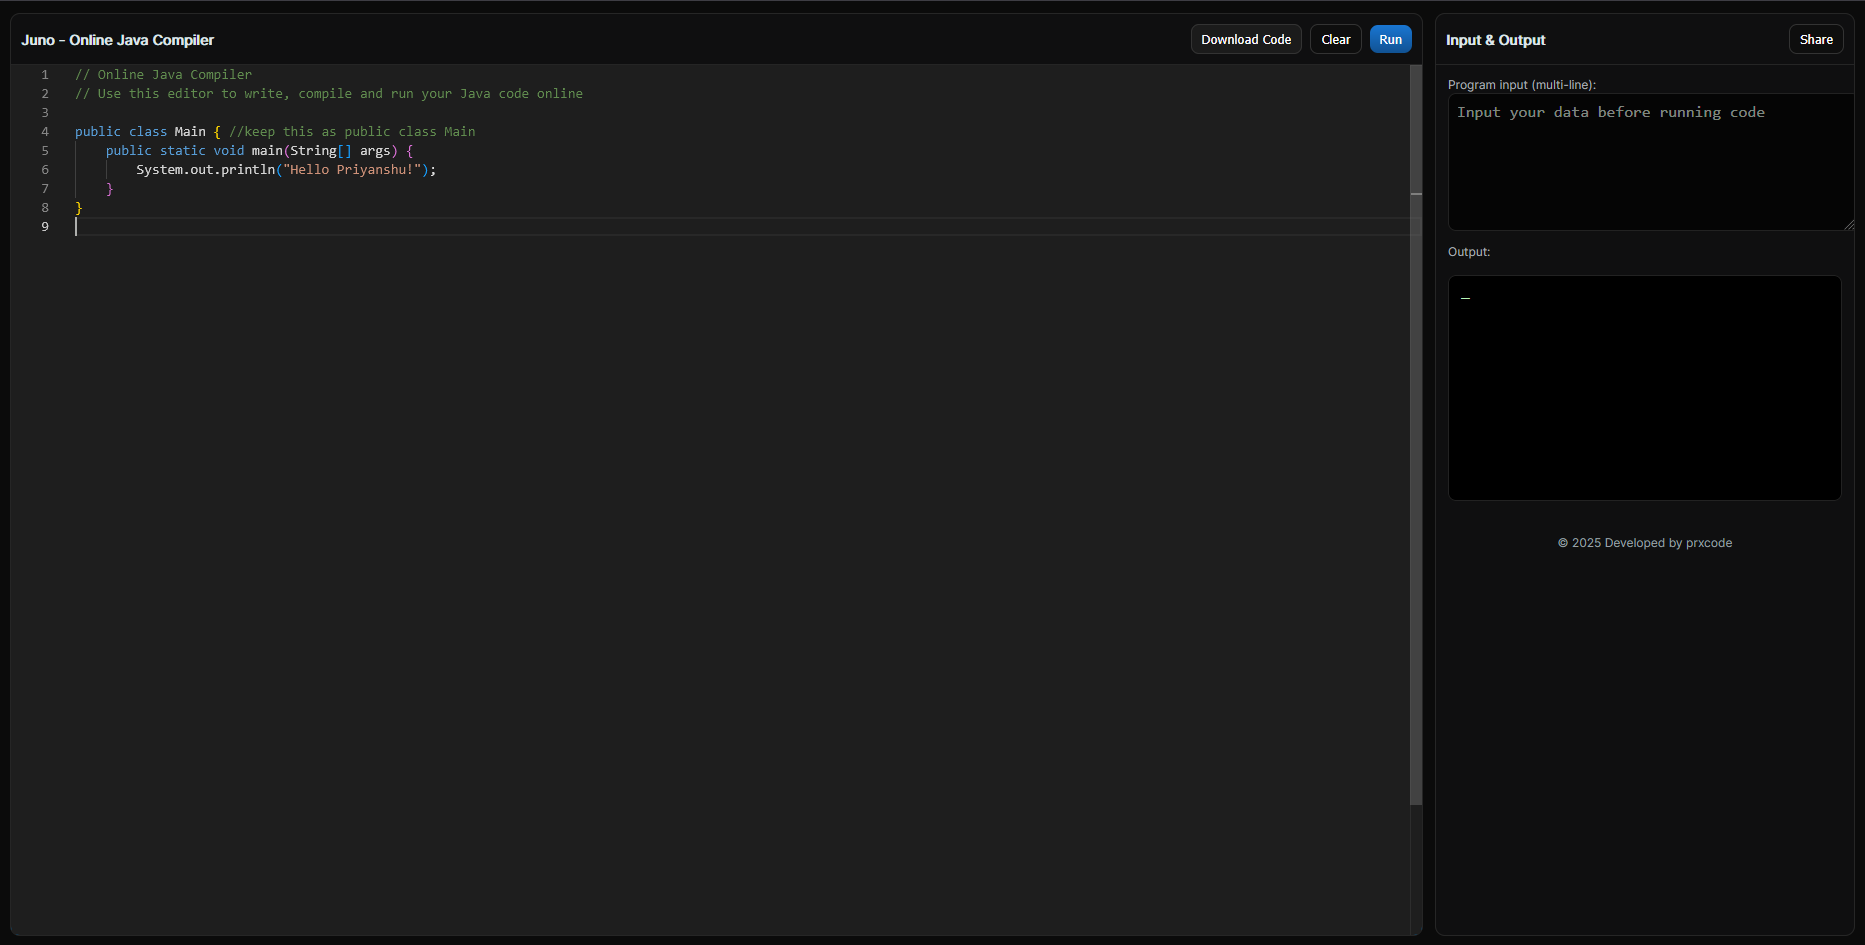 Juno - Online Java Compiler
Download Code
Clear
Run
1 // Online Java Compiler
2 // Use this editor to write, compile and run your Java code online
3
4 public class Main { //keep this as public class Main
5     public static void main(String[] args) {
6         System.out.println("Hello Priyanshu!");
7     }
8 }
9
Input & Output
Share
Program input (multi-line):
Input your data before running code
Output:
—
© 2025 Developed by prxcode